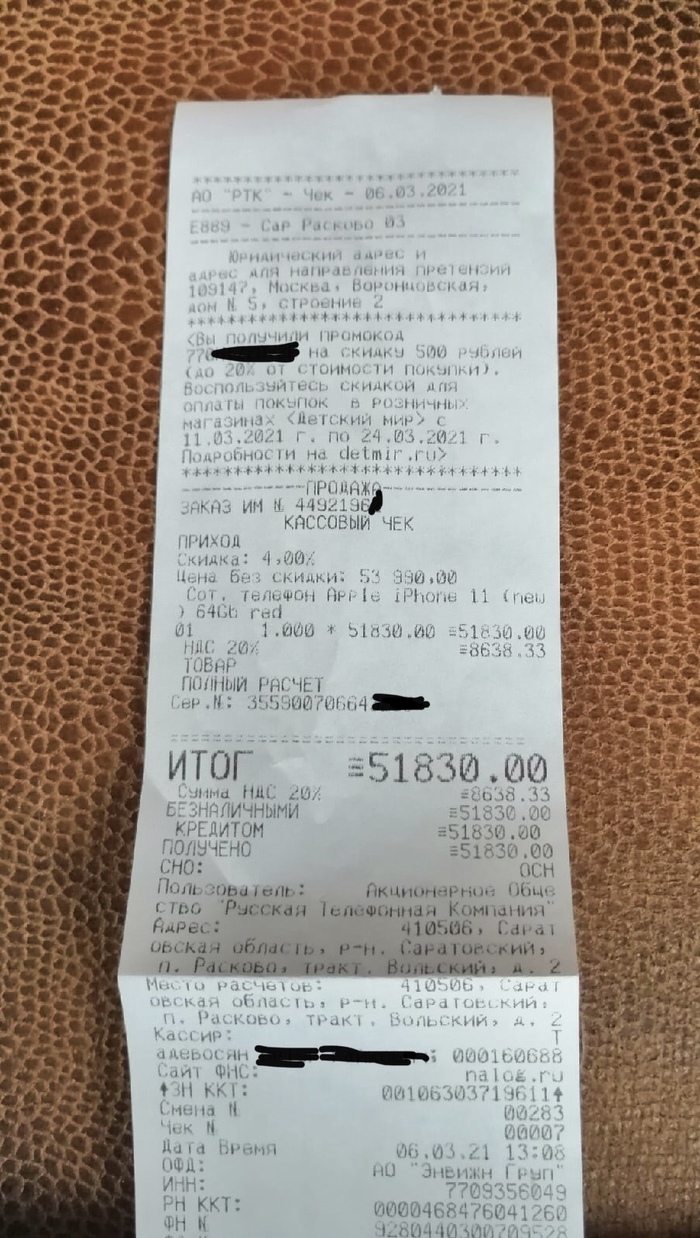 ************************************
АО "РТК" - Чек - 06.03.2021
------------------------------------
E889 - Сар Расково 03
------------------------------------
Юридический адрес и
адрес для направления претензий
109147, Москва, Воронцовская,
дом № 5, строение 2
************************************
<Вы получили промокод
770 на скидку 500 рублей
(до 20% от стоимости покупки).
Воспользуйтесь скидкой для
оплаты покупок в розничных
магазинах <Детский мир> с
11.03.2021 г. по 24.03.2021 г.
Подробности на detmir.ru>
************************************
--------------ПРОДАЖА--------------
ЗАКАЗ ИМ № 4492196
КАССОВЫЙ ЧЕК
ПРИХОД
Скидка: 4,00%
Цена без скидки: 53 990,00
Сот. телефон Apple iPhone 11 (new
) 64Gb red
01 1.000 * 51830.00 ≡51830.00
НДС 20% ≡8638.33
ТОВАР
ПОЛНЫЙ РАСЧЕТ
Сер.N: 35590070664
------------------------------------
ИТОГ ≡51830.00
Сумма НДС 20% ≡8638.33
БЕЗНАЛИЧНЫМИ ≡51830.00
КРЕДИТОМ ≡51830.00
ПОЛУЧЕНО ≡51830.00
СНО: ОСН
Пользователь: Акционерное Обще
ство "Русская Телефонная Компания"
Адрес: 410506, Сарат
овская область, р-н. Саратовский,
п. Расково, тракт. Вольский, д. 2
Место расчетов: 410506, Сарат
овская область, р-н. Саратовский,
п. Расково, тракт. Вольский, д. 2
Кассир: Т
адевосян : 000160688
Сайт ФНС: nalog.ru
↑ЗН ККТ: 00106303719611↑
Смена N 00283
Чек N 00007
Дата Время 06.03.21 13:08
ОФД: АО "Энвижн Груп"
ИНН: 7709356049
РН ККТ: 0000468476041260
ФН N 9280440300709528